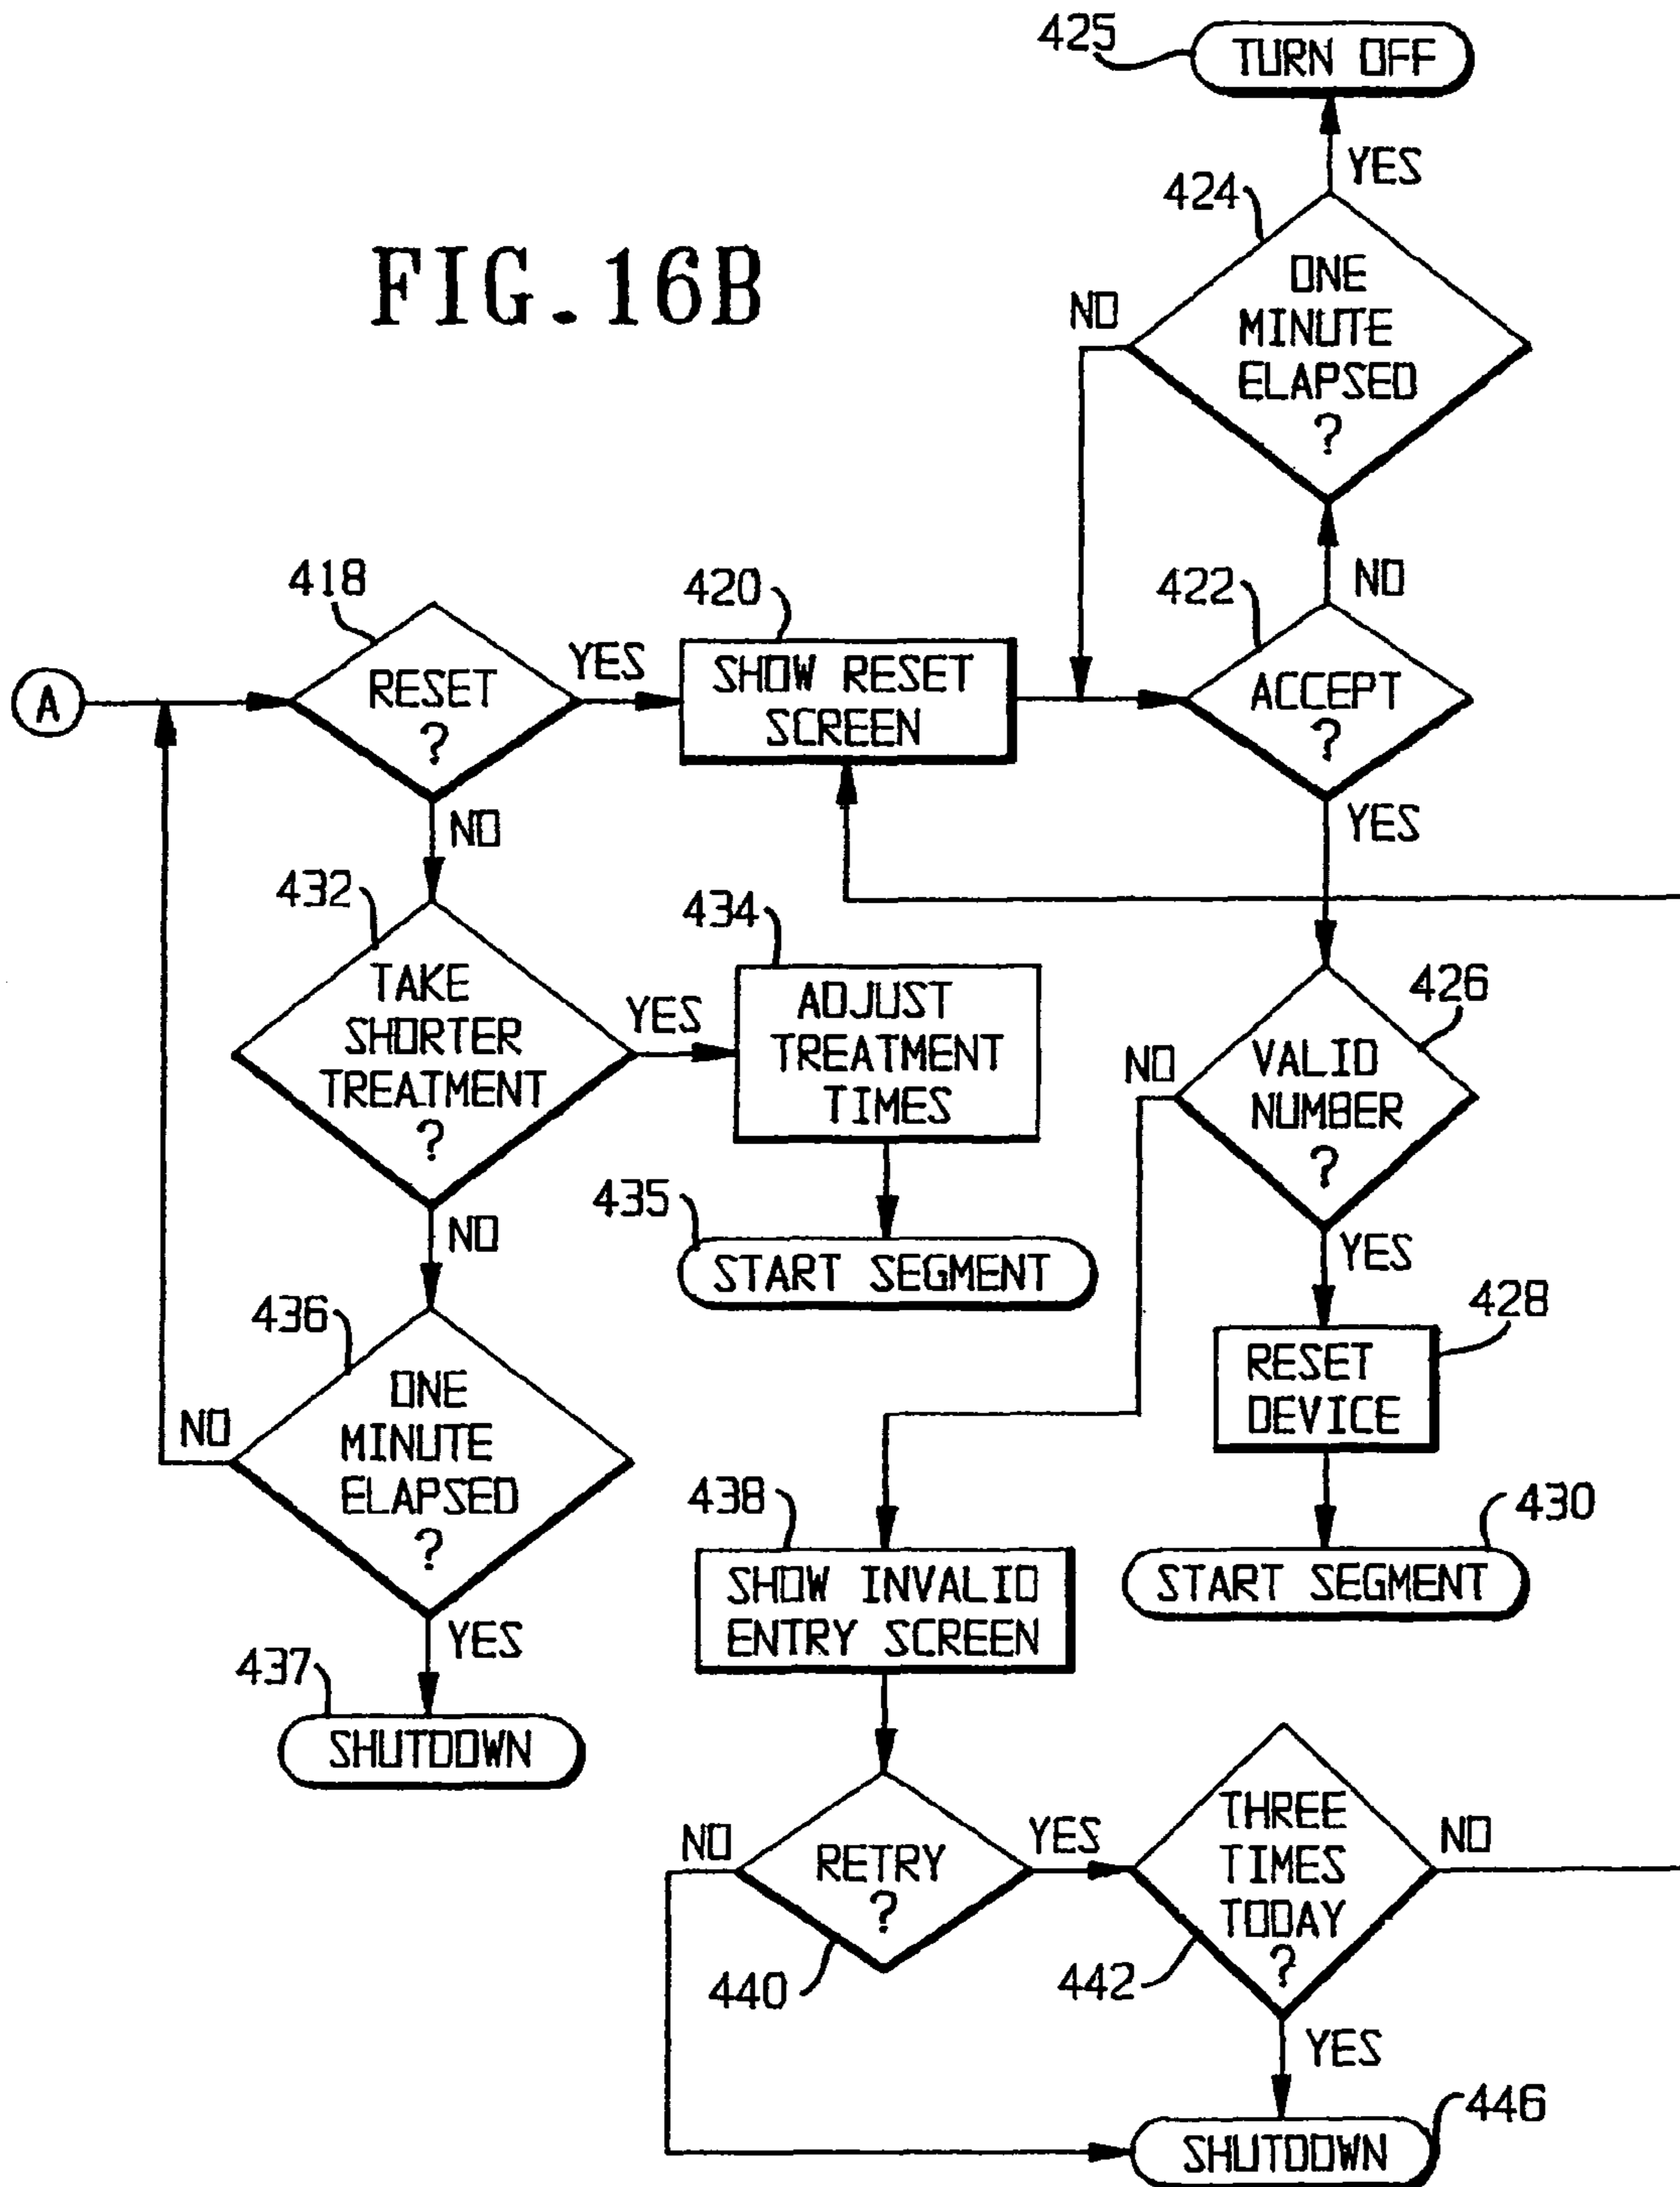 425
TURN OFF
YES
424
ONE
MINUTE
ELAPSED
?
NO
FIG.16B
NO
418
420
422
A
RESET
?
YES
SHOW RESET
SCREEN
ACCEPT
?
NO
YES
432
434
TAKE
SHORTER
TREATMENT
?
YES
ADJUST
TREATMENT
TIMES
426
NO
VALID
NUMBER
?
435
START SEGMENT
NO
YES
436
428
RESET
DEVICE
ONE
MINUTE
ELAPSED
?
NO
438
430
SHOW INVALID
ENTRY SCREEN
START SEGMENT
YES
437
SHUTDOWN
NO
RETRY
?
YES
THREE
TIMES
TODAY
?
NO
440
442
YES
446
SHUTDOWN